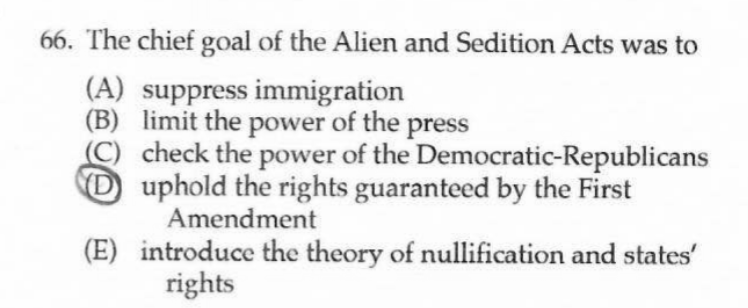 66. The chief goal of the Alien and Sedition Acts was to
(A) suppress immigration
(B) limit the power of the press
(C) check the power of the Democratic-Republicans
(D) uphold the rights guaranteed by the First
Amendment
(E) introduce the theory of nullification and states'
rights